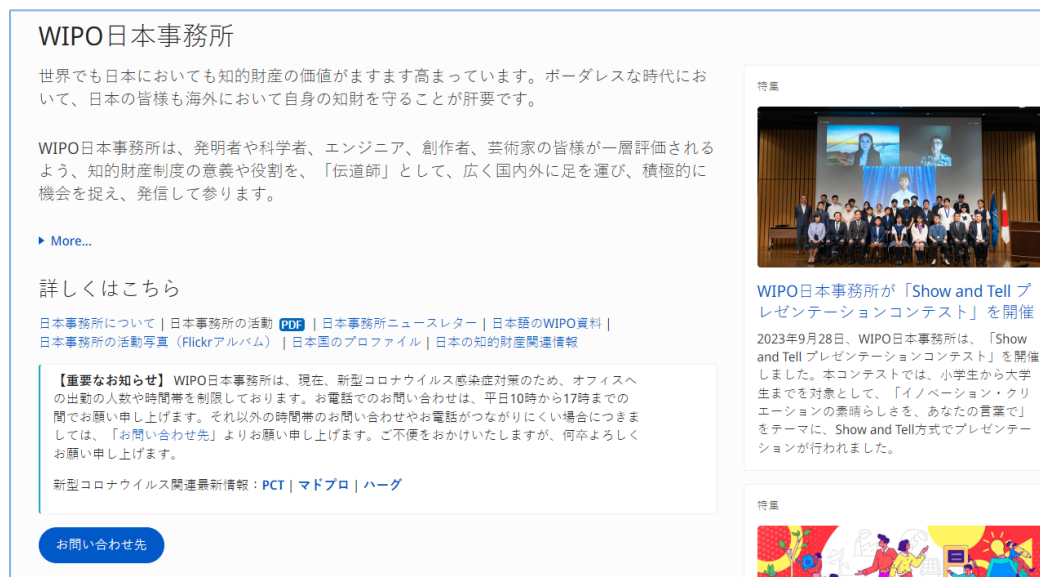 WIPO日本事務所
世界でも日本においても知的財産の価値がますます高まっています。ボーダレスな時代にお
いて、日本の皆様も海外において自身の知財を守ることが肝要です。
WIPO日本事務所は、発明者や科学者、エンジニア、創作者、芸術家の皆様が一層評価される
よう、知的財産制度の意義や役割を、「伝道師」として、広く国内外に足を運び、積極的に
機会を捉え、発信して参ります。
More...
詳しくはこちら
日本事務所について | 日本事務所の活動 PDF | 日本事務所ニュースレター | 日本語のWIPO資料 |
日本事務所の活動写真（Flickrアルバム） | 日本国のプロファイル | 日本の知的財産関連情報
【重要なお知らせ】 WIPO日本事務所は、現在、新型コロナウイルス感染症対策のため、オフィスへ
の出勤の人数や時間帯を制限しております。お電話でのお問い合わせは、平日10時から17時までの
間でお願い申し上げます。それ以外の時間帯のお問い合わせやお電話がつながりにくい場合につきま
しては、「お問い合わせ先」よりお願い申し上げます。ご不便をおかけいたしますが、何卒よろしく
お願い申し上げます。
新型コロナウイルス関連最新情報：PCT | マドプロ | ハーグ
お問い合わせ先
特集
WIPO日本事務所が「Show and Tell プ
レゼンテーションコンテスト」を開催
2023年9月28日、WIPO日本事務所は、「Show
and Tell プレゼンテーションコンテスト」を開催
しました。本コンテストでは、小学生から大学
生までを対象として、「イノベーション・クリ
エーションの素晴らしさを、あなたの言葉で」
をテーマに、Show and Tell方式でプレゼンテー
ションが行われました。
特集